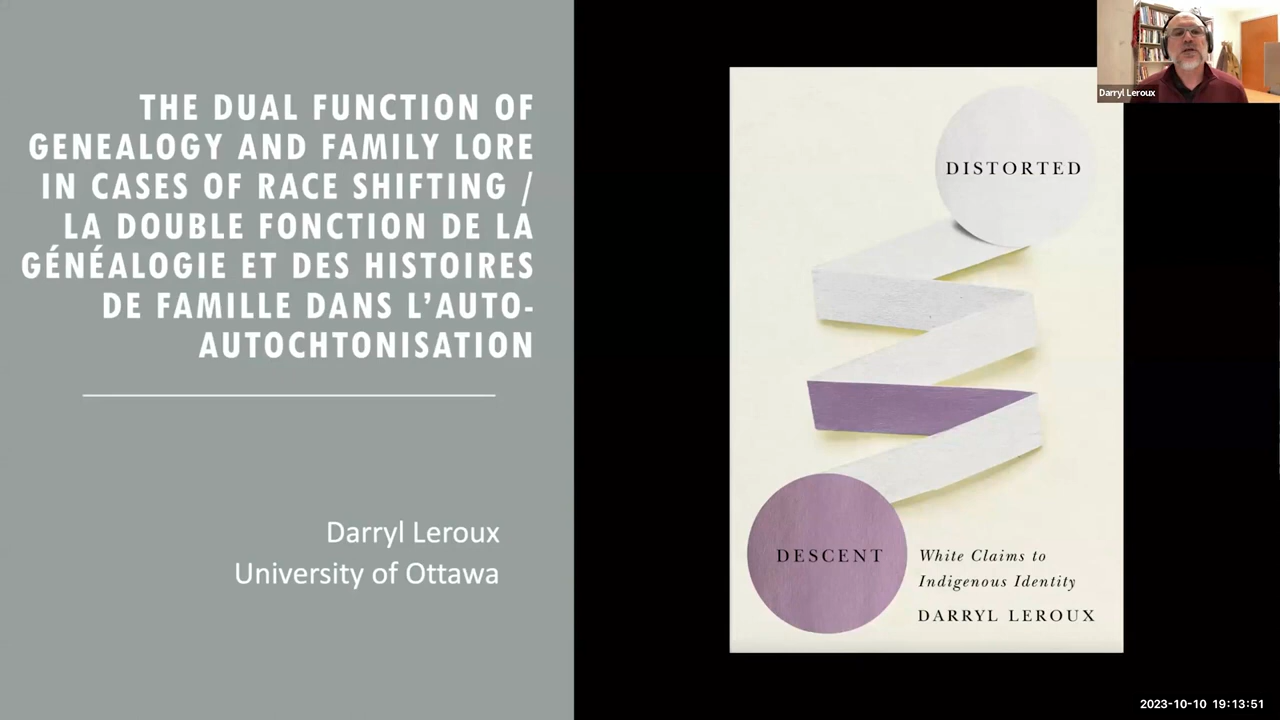 THE DUAL FUNCTION OF
GENEALOGY AND FAMILY LORE
IN CASES OF RACE SHIFTING /
LA DOUBLE FONCTION DE LA
GÉNÉALOGIE ET DES HISTOIRES
DE FAMILLE DANS L’AUTO-
AUTOCHTONISATION
Darryl Leroux
University of Ottawa
DISTORTED
DESCENT
White Claims to
Indigenous Identity
DARRYL LEROUX
Darryl Leroux
2023-10-10 19:13:51